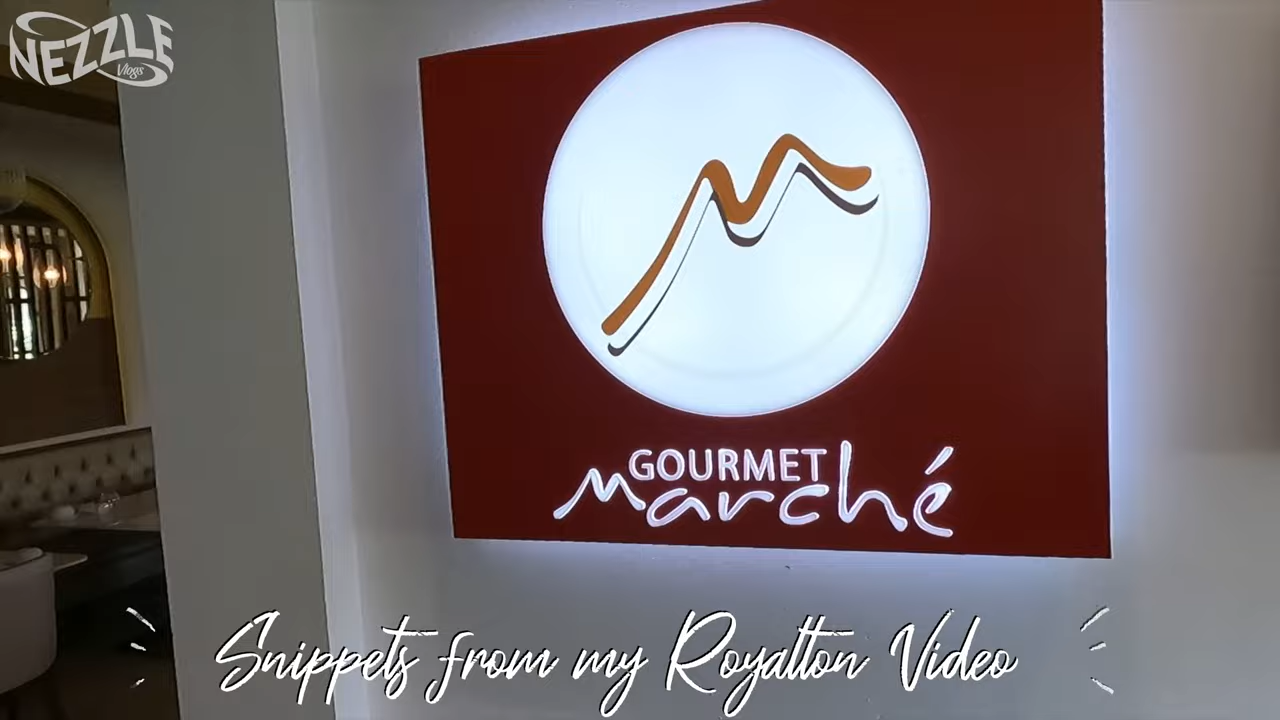 NEZZLE
Vlogs
GOURMET
Marché
Snippets from my Royalton Video